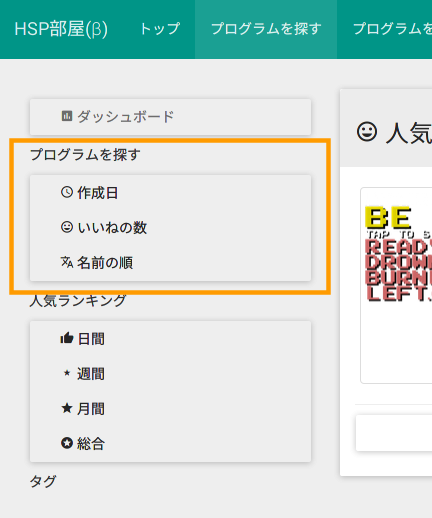 HSP部屋(β) トップ プログラムを探す プログラムを
ダッシュボード
プログラムを探す
作成日
いいねの数
名前の順
人気ランキング
日間
週間
月間
総合
タグ
人気
BE
TAP TO S
READY
DROW
BURN
LEFT.